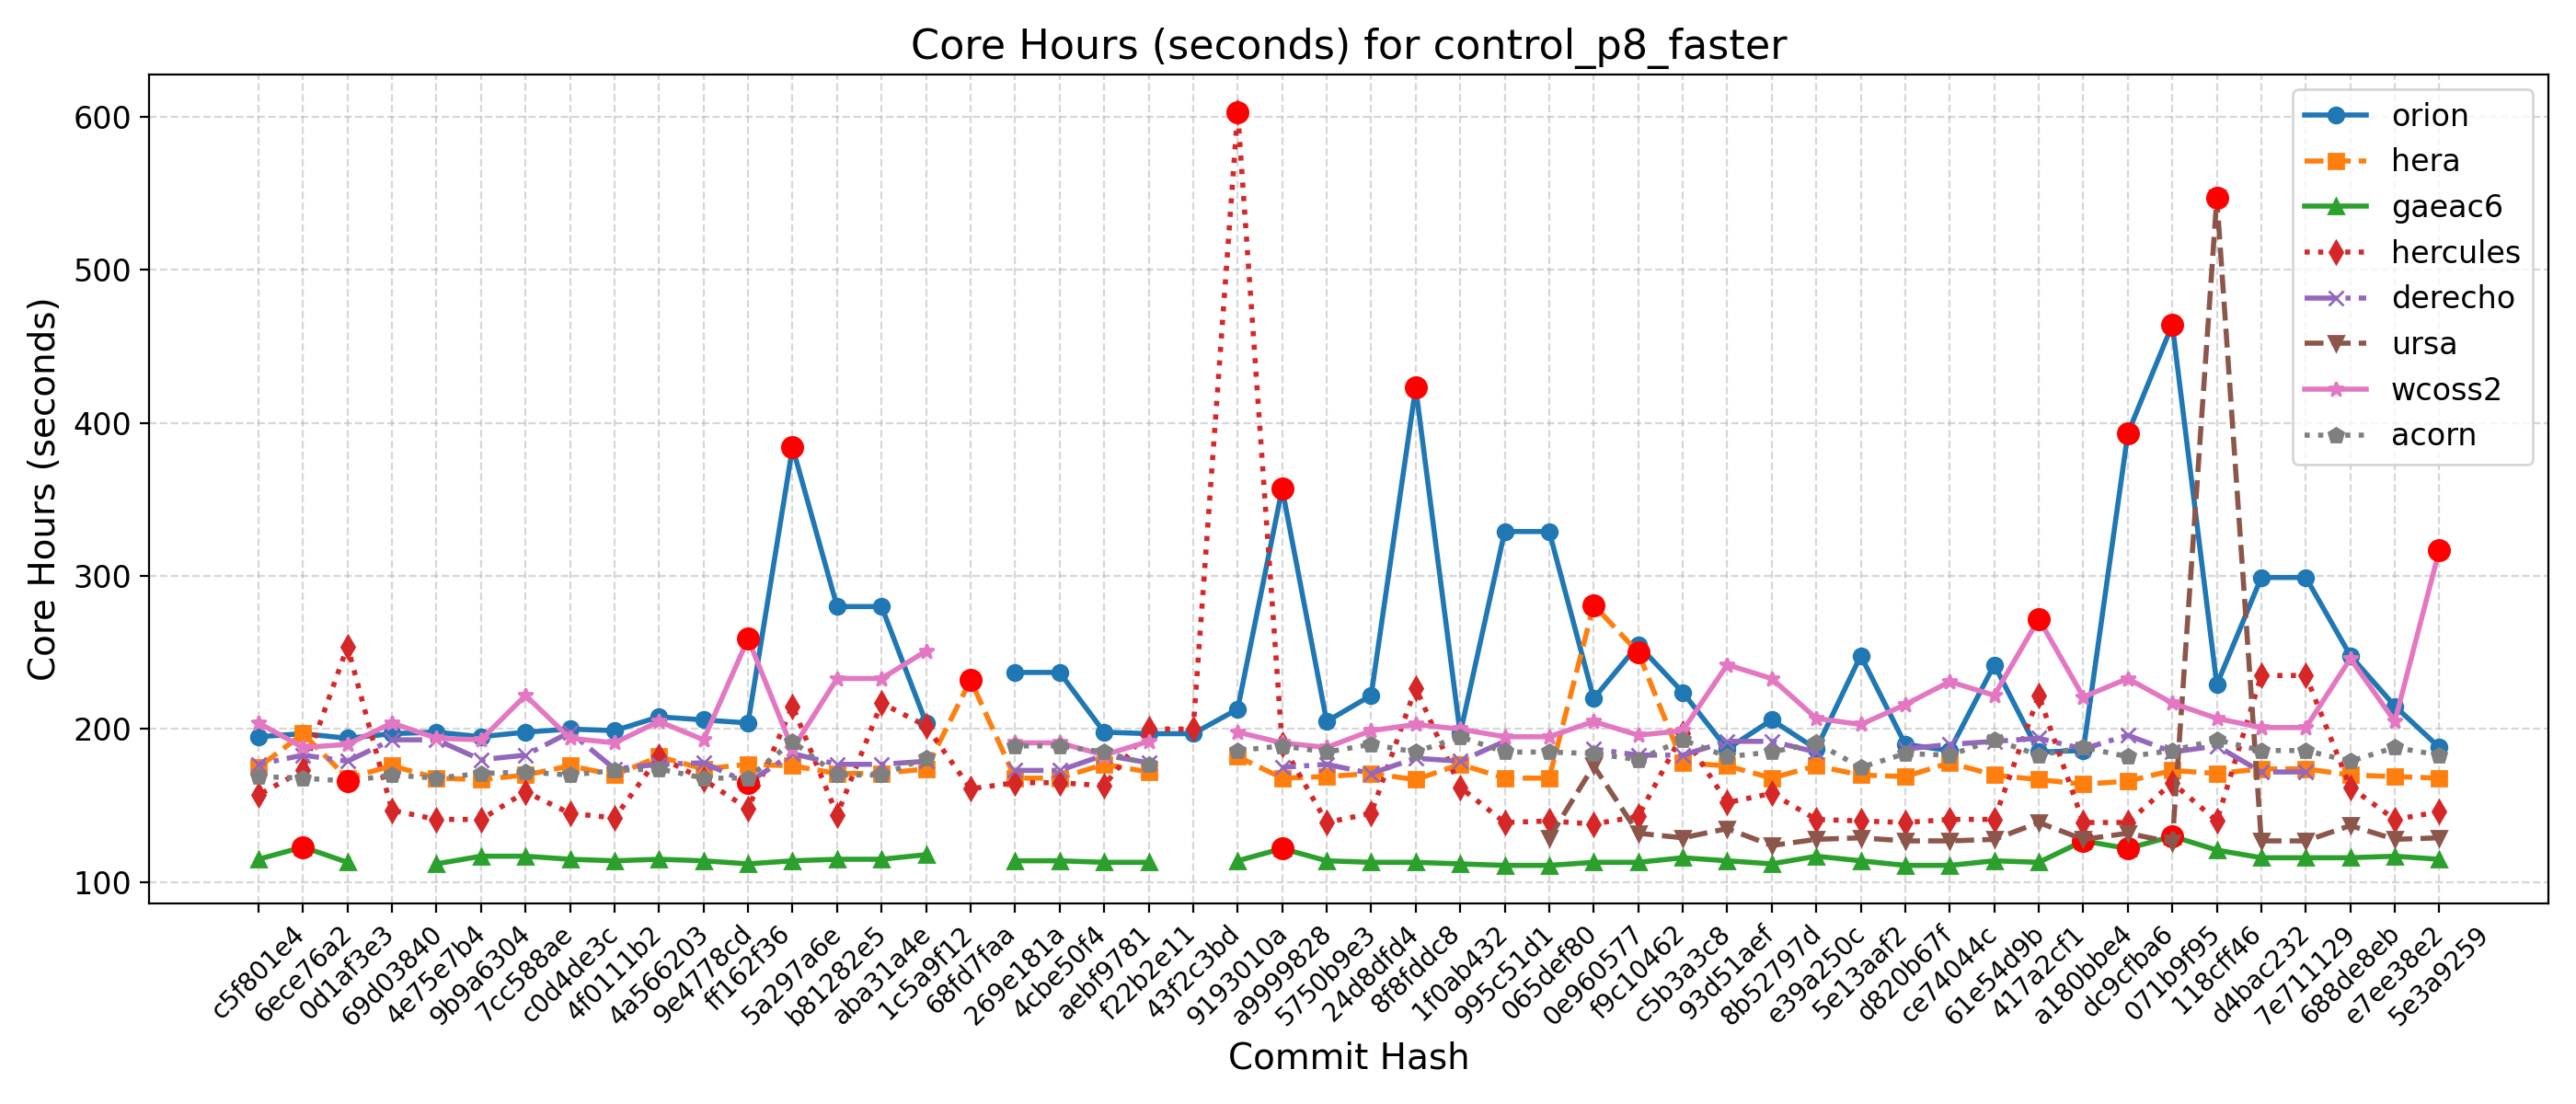 Core Hours (seconds) for control_p8_faster
Core Hours (seconds)
600
500
400
300
200
100
orion
hera
gaeac6
hercules
derecho
ursa
wcoss2
acorn
c5f801e4
6ece76a2
0d1af3e3
69d03840
4e75e7b4
9b9a6304
7cc588ae
c0d4de3c
4f0111b2
4a566203
9e4778cd
ff162f36
5a297a6e
b81282e5
aba31a4e
1c5a9f12
68fd7faa
269e181a
4cbe50f4
aebf9781
f22b2e11
43f2c3bd
9193010a
a9999828
5750b9e3
24d8dfd4
8f8fddc8
1f0ab432
995c51d1
065def80
0e960577
f9c10462
c5b3a3c8
93d51aef
8b52797d
e39a250c
5e13aaf2
d820b67f
ce74044c
61e54d9b
417a2cf1
a180bbe4
dc9cfba6
071b9f95
118cff46
d4bac232
7e711129
688de8eb
e7ee38e2
5e3a9259
Commit Hash